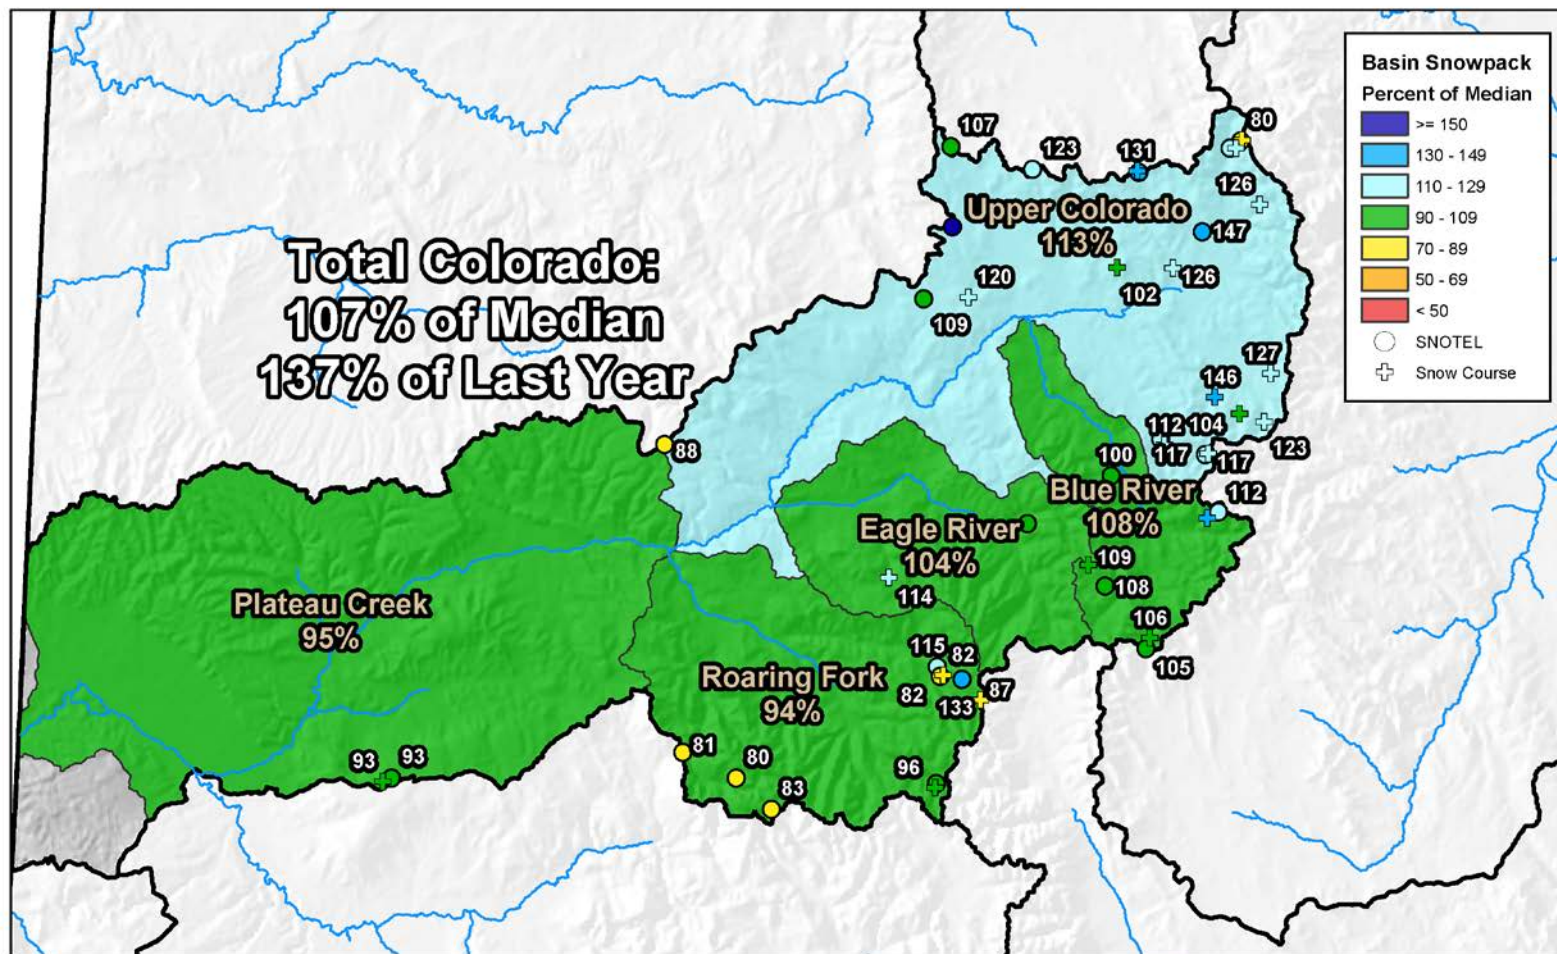 Basin Snowpack
Percent of Median
>= 150
130 - 149
110 - 129
90 - 109
70 - 89
50 - 69
< 50
SNOTEL
Snow Course
107
123
131
80
126
Upper Colorado
113%
147
Total Colorado:
107% of Median
137% of Last Year
120
126
102
109
127
146
112
104
88
117
117
123
100
112
Blue River
108%
Eagle River
104%
109
108
114
Plateau Creek
95%
106
105
115
82
Roaring Fork
94%
82
133
87
81
80
83
96
93
93